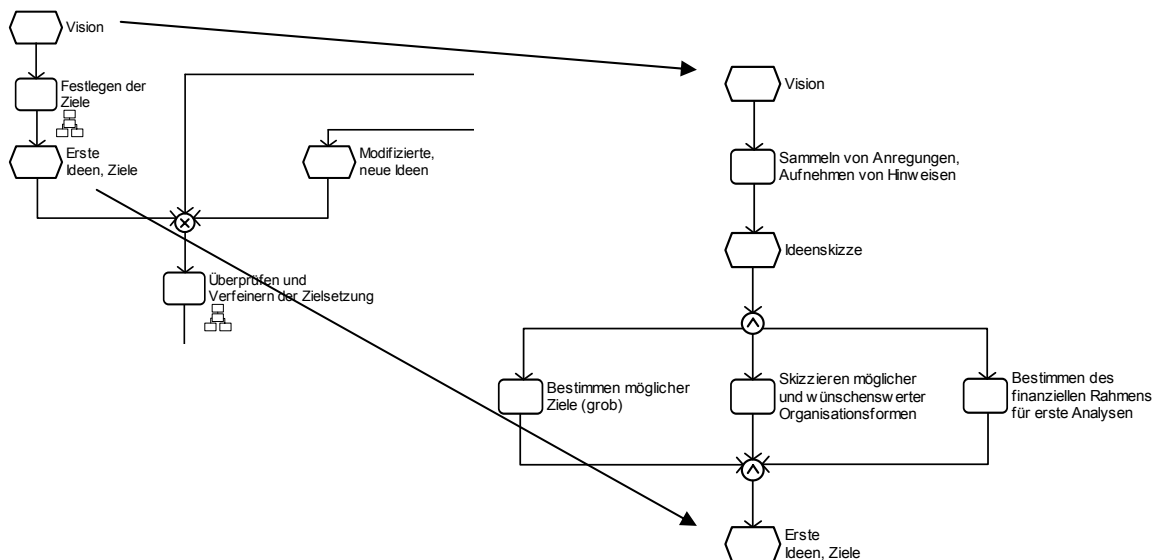 Vision
Festlegen der
Ziele
Erste
Ideen, Ziele
Modifizierte,
neue Ideen
Überprüfen und
Verfeinern der Zielsetzung
Vision
Sammeln von Anregungen,
Aufnehmen von Hinweisen
Ideenskizze
Bestimmen möglicher
Ziele (grob)
Skizzieren möglicher
und wünschenswerter
Organisationsformen
Bestimmen des
finanziellen Rahmens
für erste Analysen
Erste
Ideen, Ziele